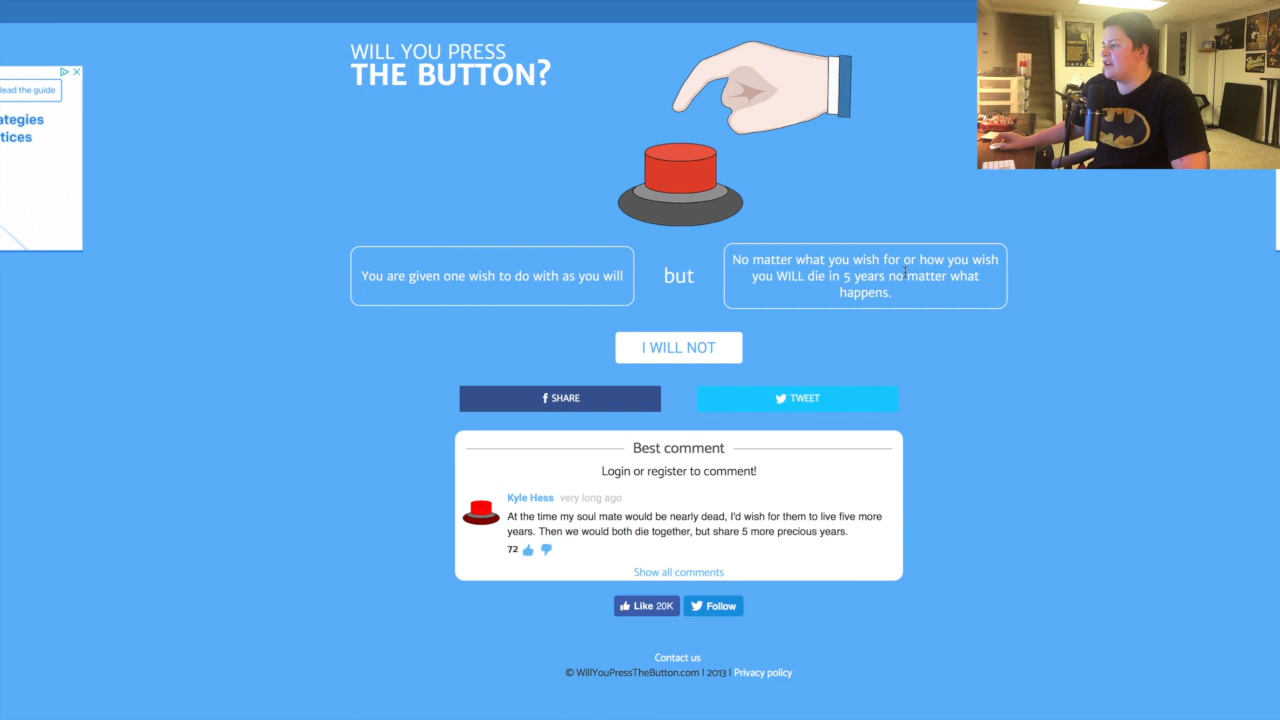 WILL YOU PRESS
THE BUTTON?
Read the guide
ategies
tices
You are given one wish to do with as you will
but
No matter what you wish for or how you wish
you WILL die in 5 years no matter what
happens.
I WILL NOT
f SHARE
TWEET
Best comment
Login or register to comment!
Kyle Hess very long ago
At the time my soul mate would be nearly dead, I'd wish for them to live five more
years. Then we would both die together, but share 5 more precious years.
72
Show all comments
Like 20K
Follow
Contact us
© WillYouPressTheButton.com | 2013 | Privacy policy